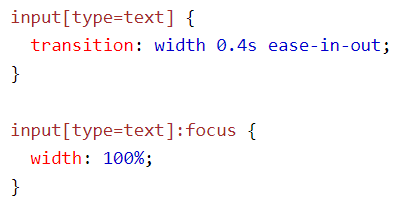 input[type=text] {
  transition: width 0.4s ease-in-out;
}

input[type=text]:focus {
  width: 100%;
}